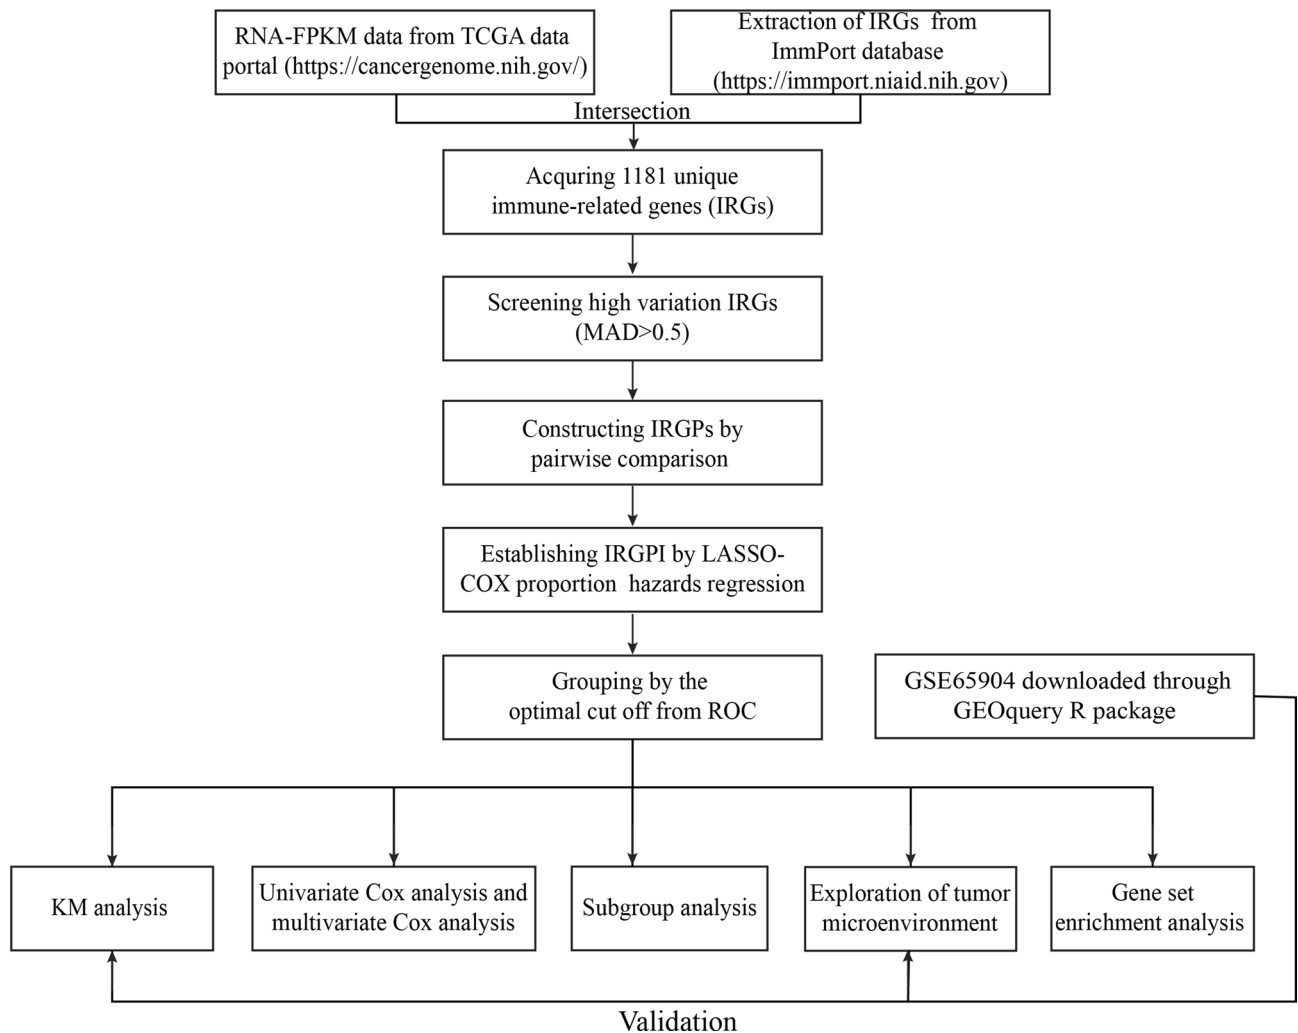 RNA-FPKM data from TCGA data
portal (https://cancergenome.nih.gov/)
Extraction of IRGs from
ImmPort database
(https://immport.niaid.nih.gov)
Intersection
Acquring 1181 unique
immune-related genes (IRGs)
Screening high variation IRGs
(MAD>0.5)
Constructing IRGPs by
pairwise comparison
Establishing IRGPI by LASSO-
COX proportion hazards regression
Grouping by the
optimal cut off from ROC
GSE65904 downloaded through
GEOquery R package
KM analysis
Univariate Cox analysis and
multivariate Cox analysis
Subgroup analysis
Exploration of tumor
microenvironment
Gene set
enrichment analysis
Validation